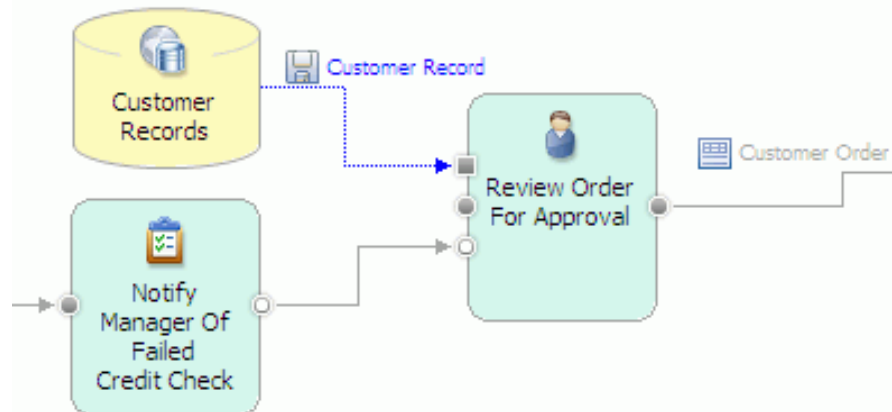 Customer Record
Customer
Records
Review Order
For Approval
Customer Order
Notify
Manager Of
Failed
Credit Check